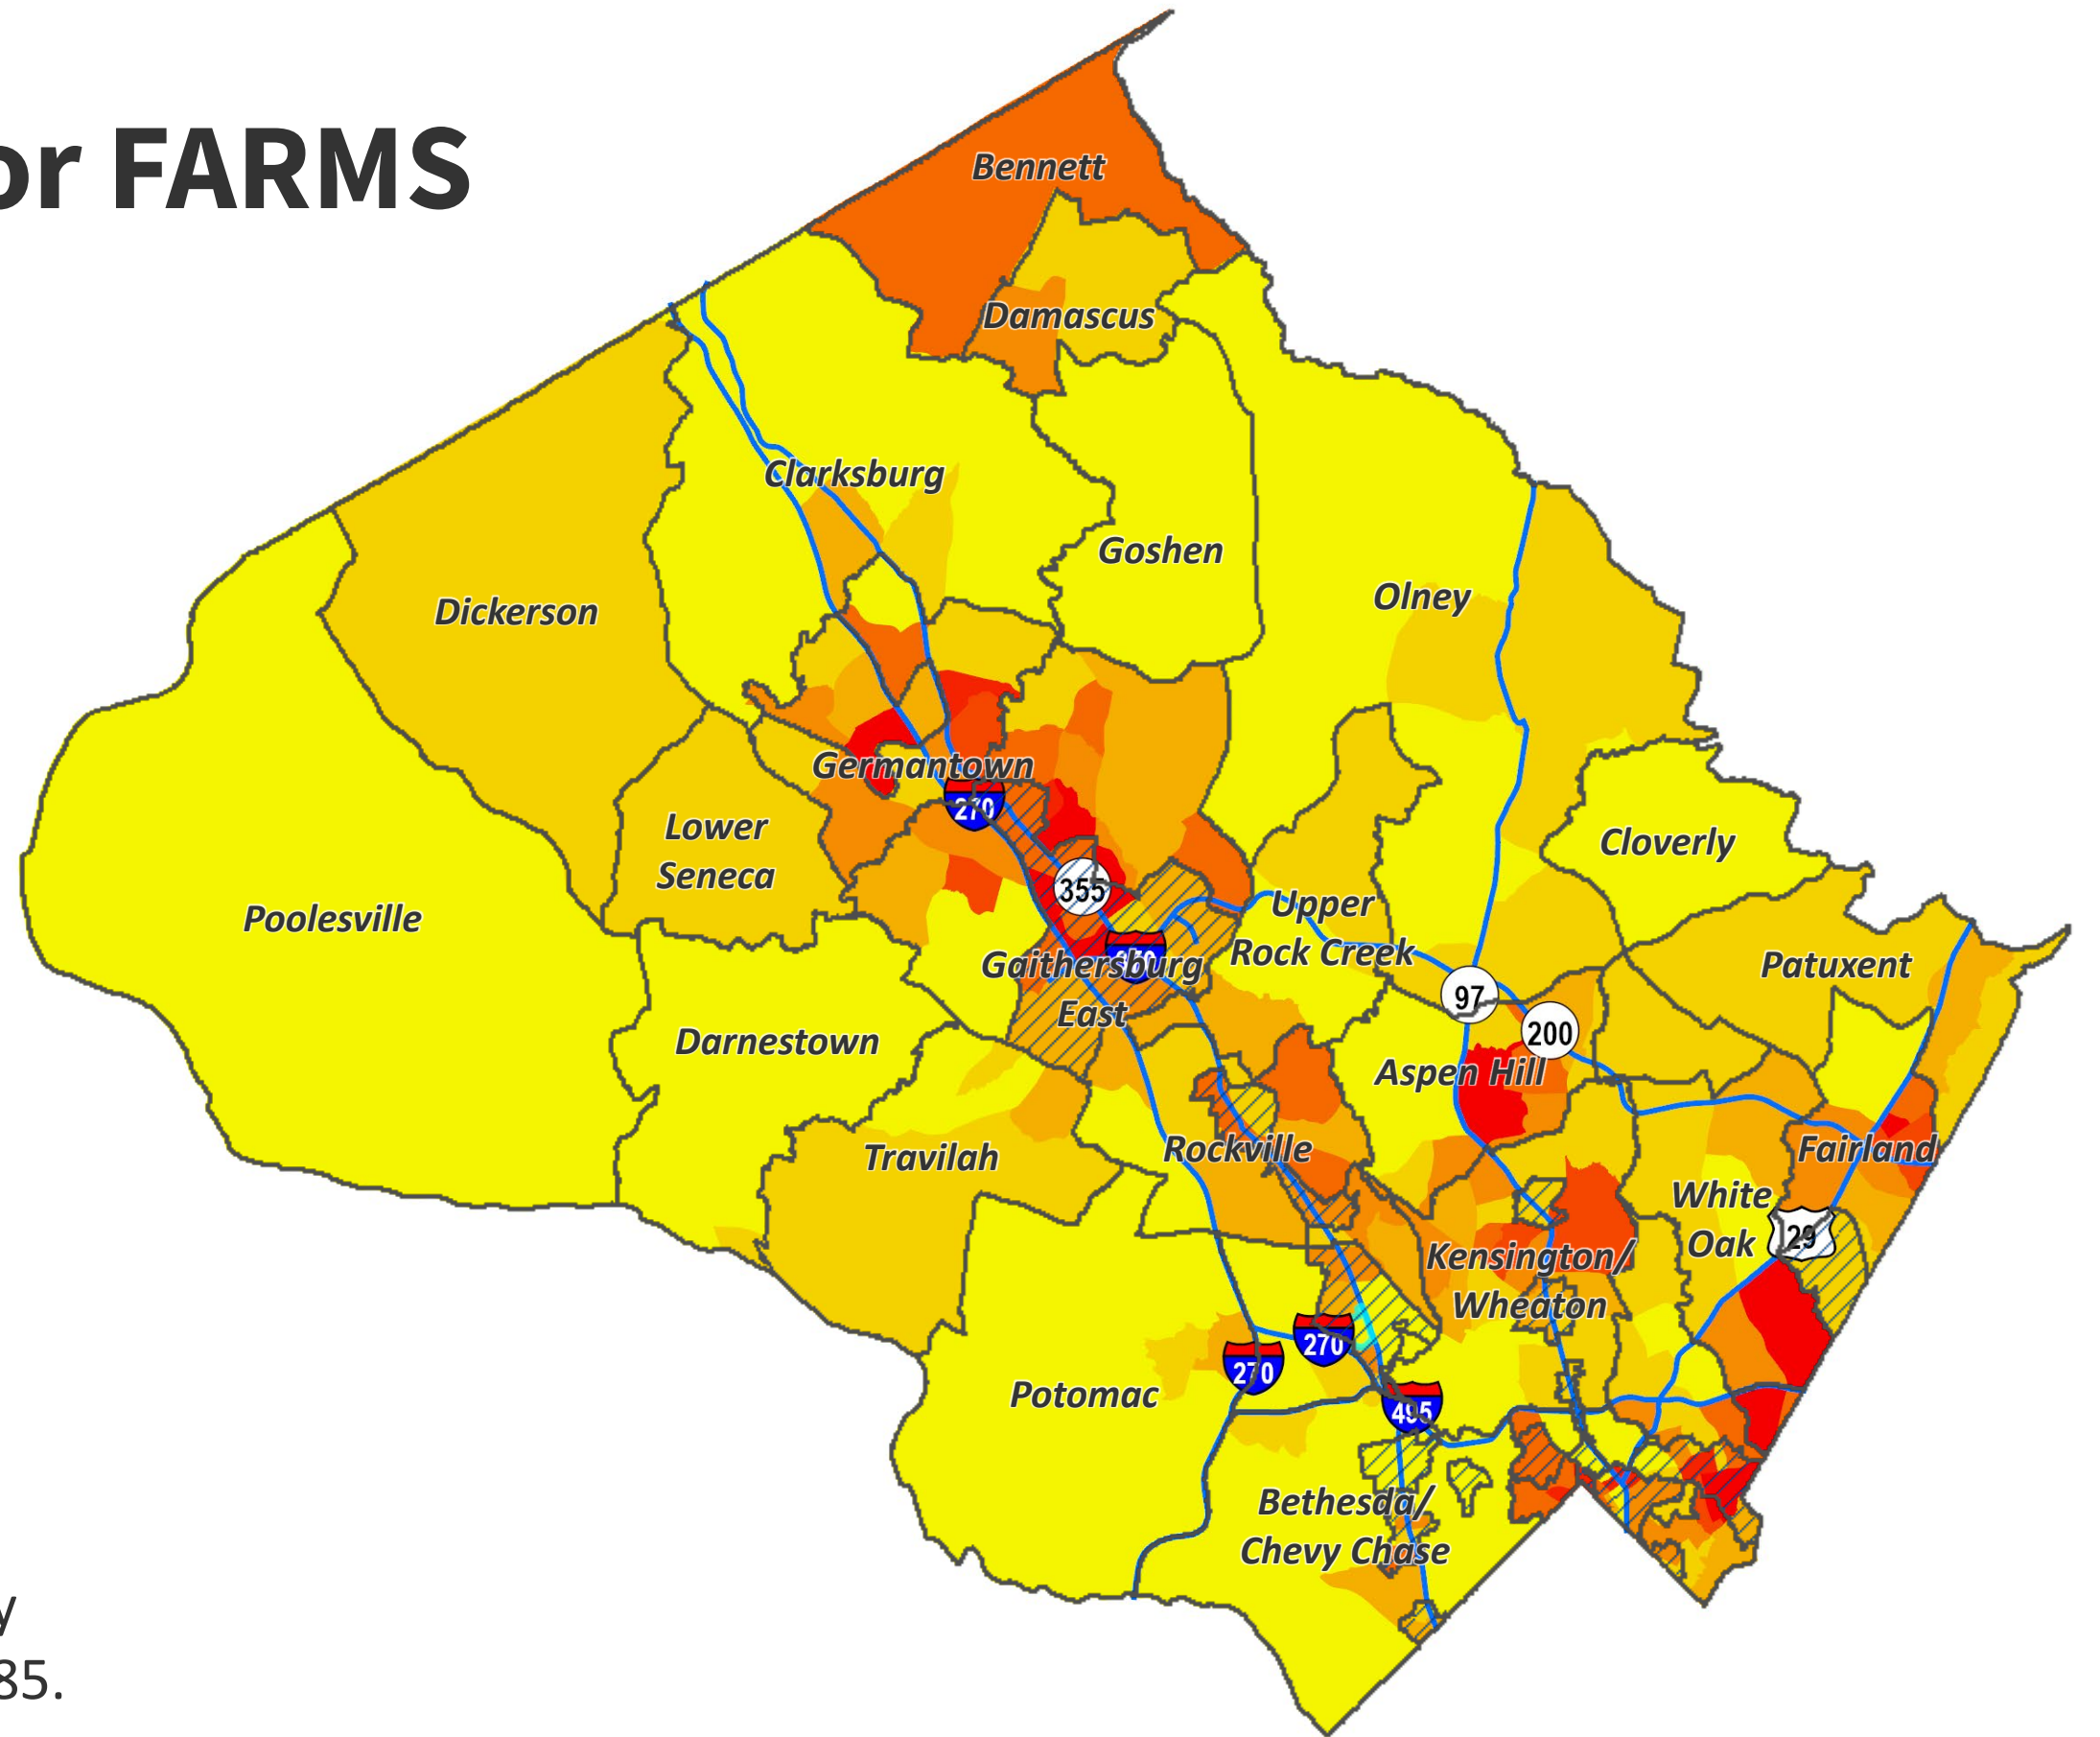 or FARMS
Bennett
Damascus
Clarksburg
Goshen
Dickerson
Olney
Germantown
270
Lower
Seneca
Cloverly
355
Poolesville
Upper
Rock Creek
Gaithersburg
East
Patuxent
97
200
Darnestown
Aspen Hill
Travilah
Rockville
Fairland
White
Oak
29
Kensington/
Wheaton
270
270
Potomac
495
Bethesda/
Chevy Chase
y
85.